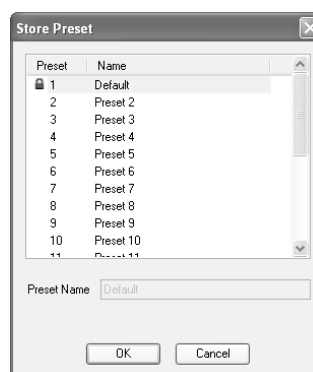 Store Preset
Preset Name
1 Default
2 Preset 2
3 Preset 3
4 Preset 4
5 Preset 5
6 Preset 6
7 Preset 7
8 Preset 8
9 Preset 9
10 Preset 10
Preset Name Default
OK Cancel